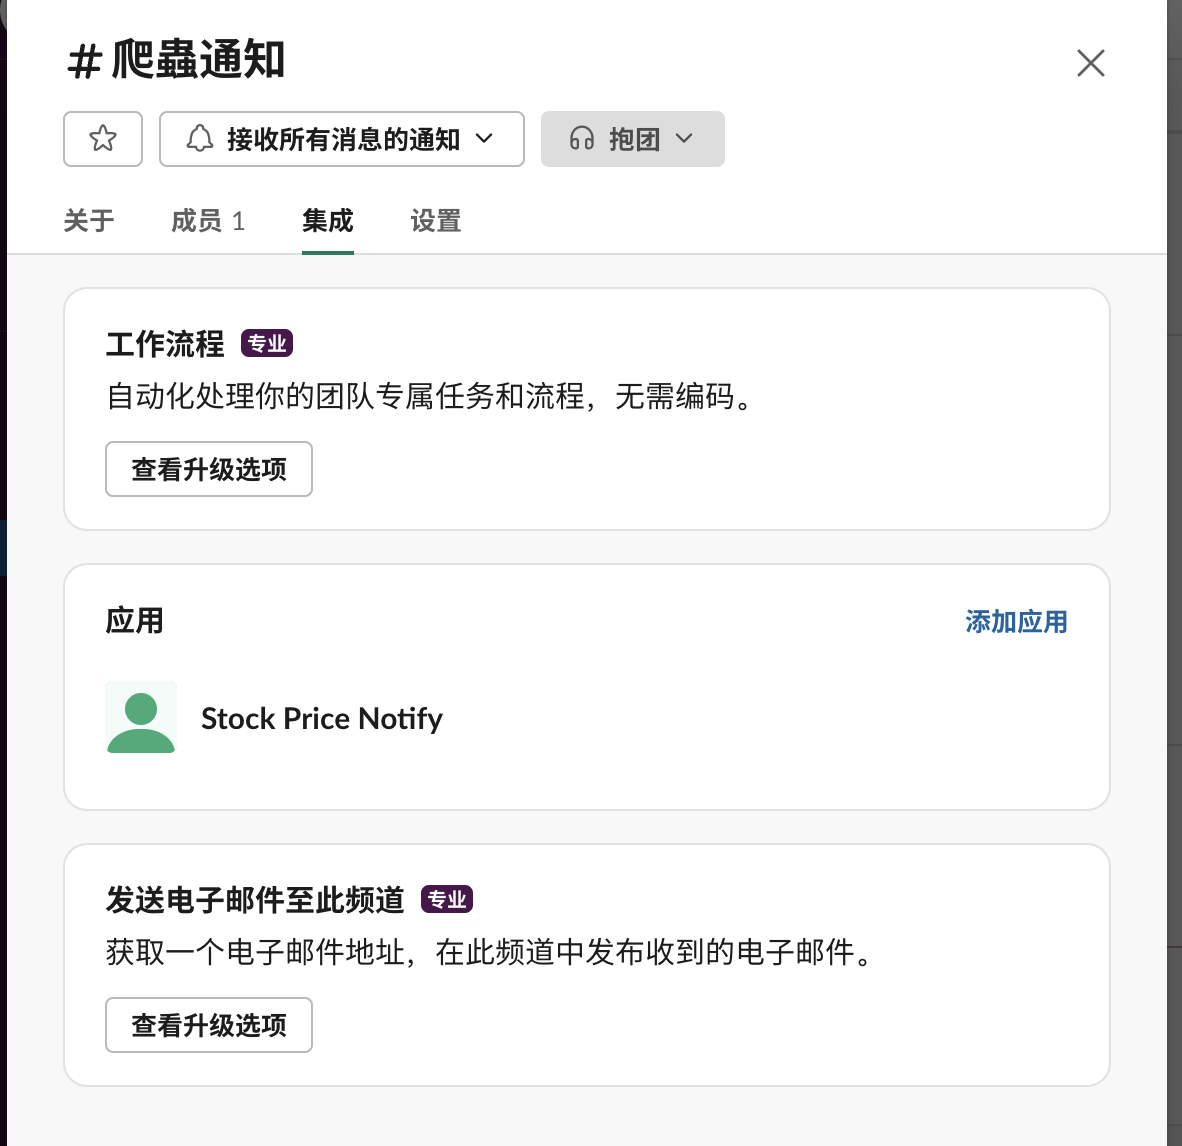 #爬蟲通知
接收所有消息的通知
抱团
关于 成员 1 集成 设置
工作流程 专业
自动化处理你的团队专属任务和流程，无需编码。
查看升级选项
应用 添加应用
Stock Price Notify
发送电子邮件至此频道 专业
获取一个电子邮件地址，在此频道中发布收到的电子邮件。
查看升级选项